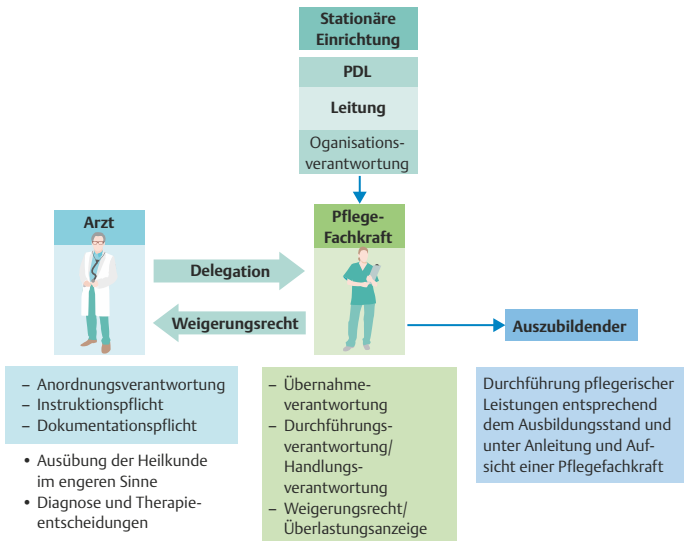 Stationäre
Einrichtung
PDL
Leitung
Oganisations-
verantwortung
Arzt
Pflege-
Fachkraft
Delegation
Weigerungsrecht
Auszubildender
– Anordnungsverantwortung
– Instruktionspflicht
– Dokumentationspflicht
• Ausübung der Heilkunde
im engeren Sinne
• Diagnose und Therapie-
entscheidungen
– Übernahme-
verantwortung
– Durchführungs-
verantwortung/
Handlungs-
verantwortung
– Weigerungsrecht/
Überlastungsanzeige
Durchführung pflegerischer
Leistungen entsprechend
dem Ausbildungsstand und
unter Anleitung und Auf-
sicht einer Pflegefachkraft